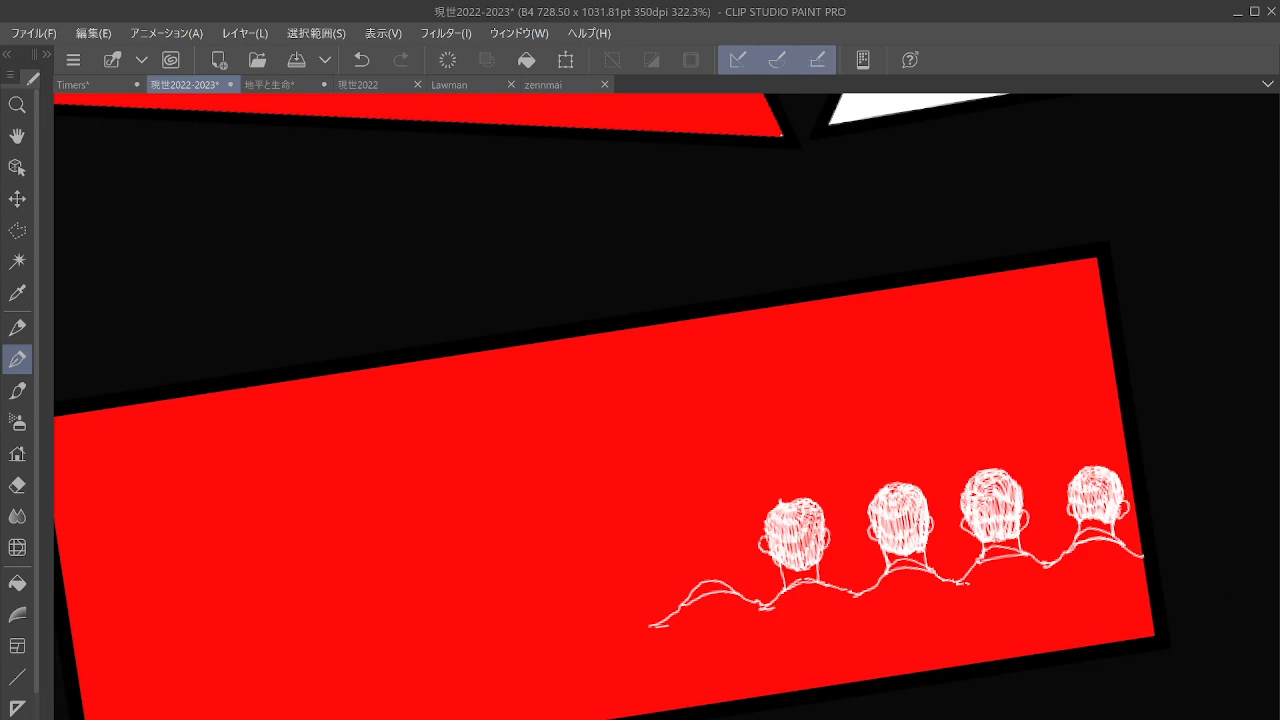 現世2022-2023* (B4 728.50 x 1031.81pt 350dpi 322.3%) - CLIP STUDIO PAINT PRO
ファイル(F) 編集(E) アニメーション(A) レイヤー(L) 選択範囲(S) 表示(V) フィルター(I) ウィンドウ(W) ヘルプ(H)
Timers* 現世2022-2023* 地平と生命* 現世2022 Lawman zennmai